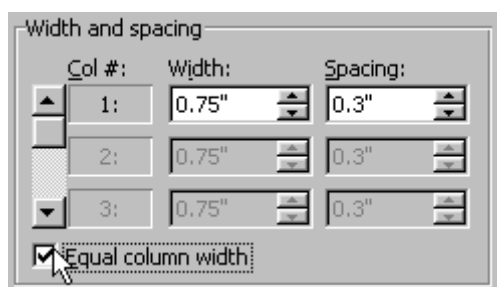 Width and spacing
Col #: Width: Spacing:
1: 0.75" 0.3"
2: 0.75" 0.3"
3: 0.75" 0.3"
Equal column width